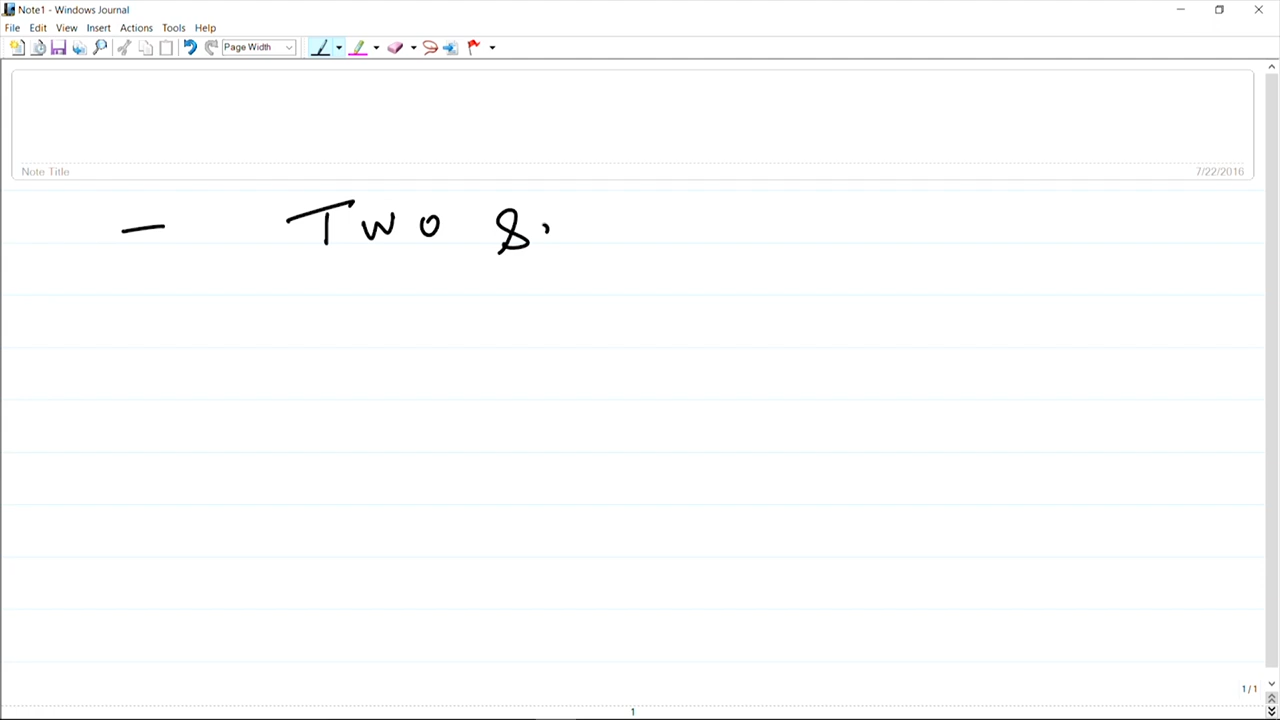 Note1 - Windows Journal
File Edit View Insert Actions Tools Help
Page Width
Note Title 7/22/2016
— Two
1 / 1
1